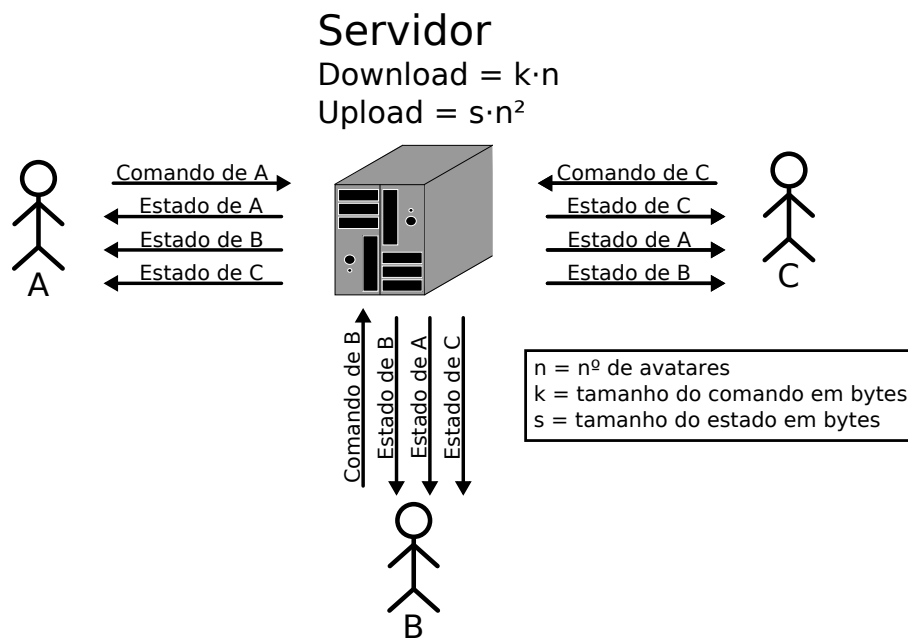 Servidor
Download = k·n
Upload = s·n²
Comando de A
Estado de A
Estado de B
Estado de C
A
Comando de C
Estado de C
Estado de A
Estado de B
C
Comando de B
Estado de B
Estado de A
Estado de C
B
n = nº de avatares
k = tamanho do comando em bytes
s = tamanho do estado em bytes